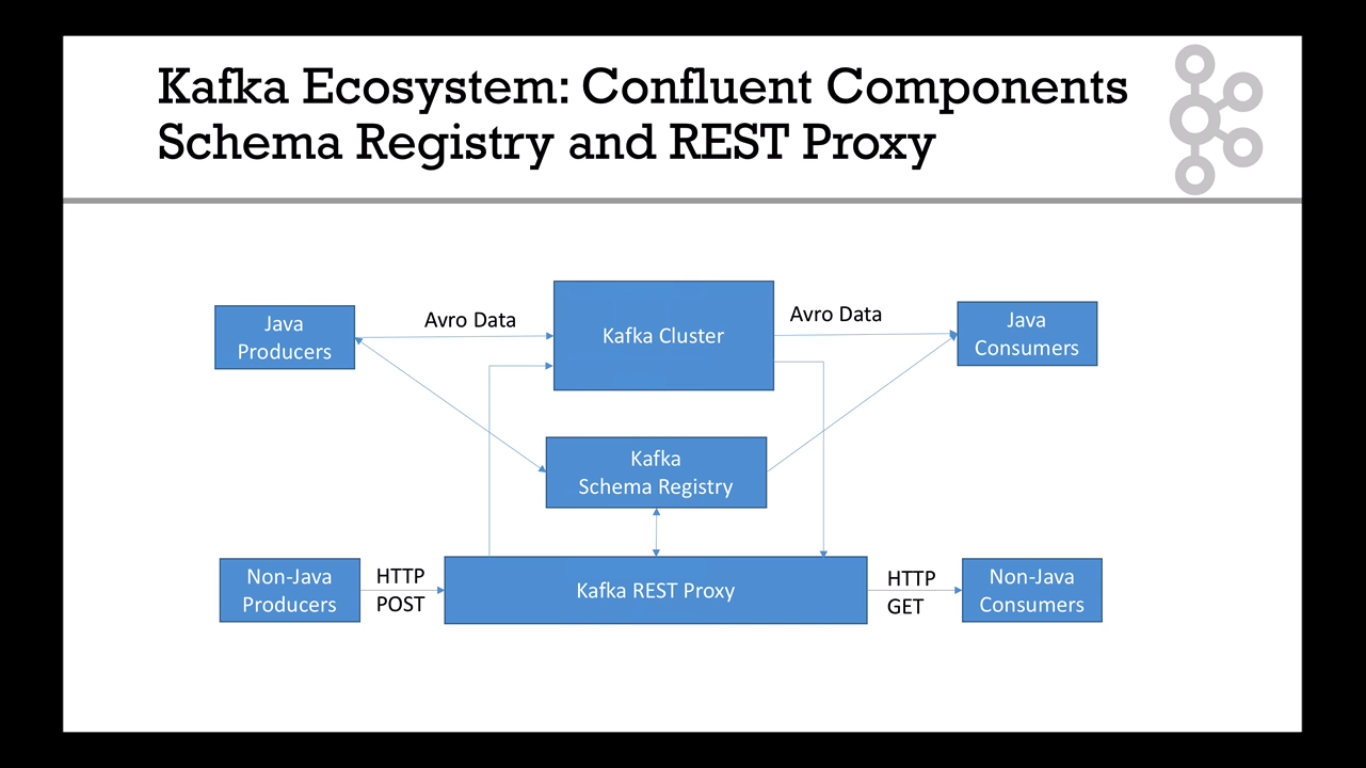 Kafka Ecosystem: Confluent Components
Schema Registry and REST Proxy
Java
Producers
Avro Data
Kafka Cluster
Avro Data
Java
Consumers
Kafka
Schema Registry
Non-Java
Producers
HTTP
POST
Kafka REST Proxy
HTTP
GET
Non-Java
Consumers